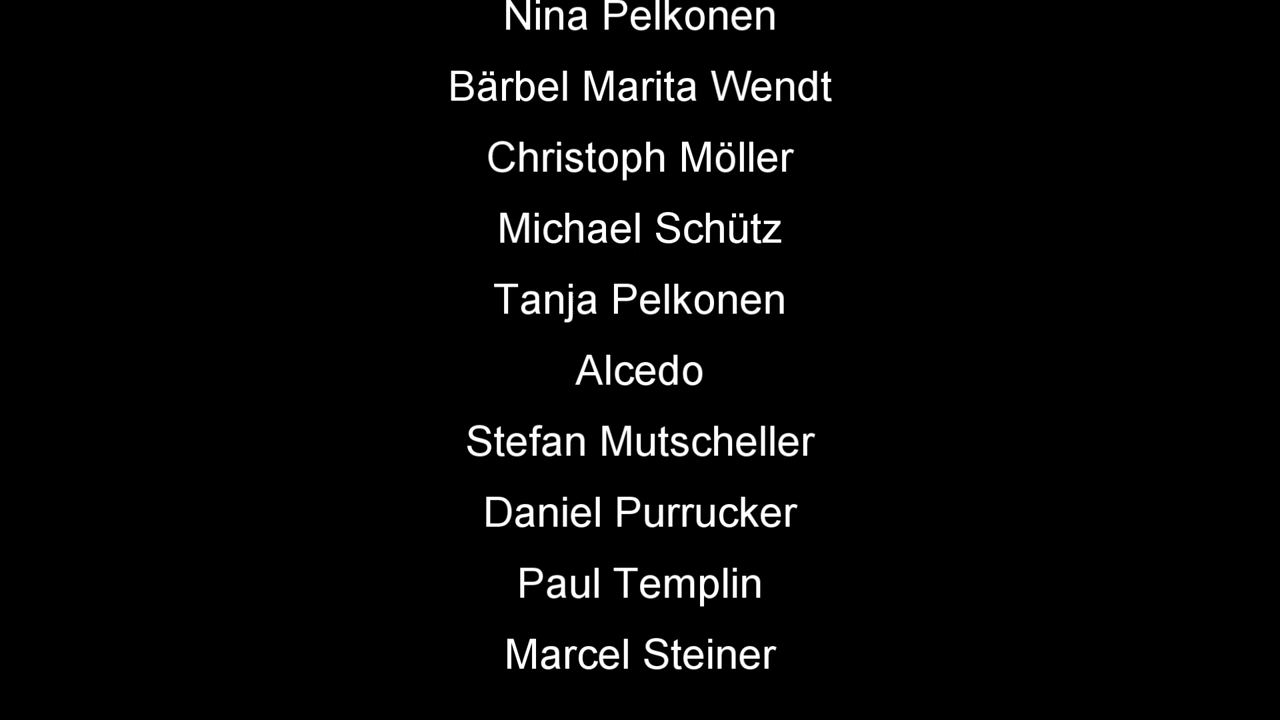 Nina Pelkonen
Bärbel Marita Wendt
Christoph Möller
Michael Schütz
Tanja Pelkonen
Alcedo
Stefan Mutscheller
Daniel Purrucker
Paul Templin
Marcel Steiner